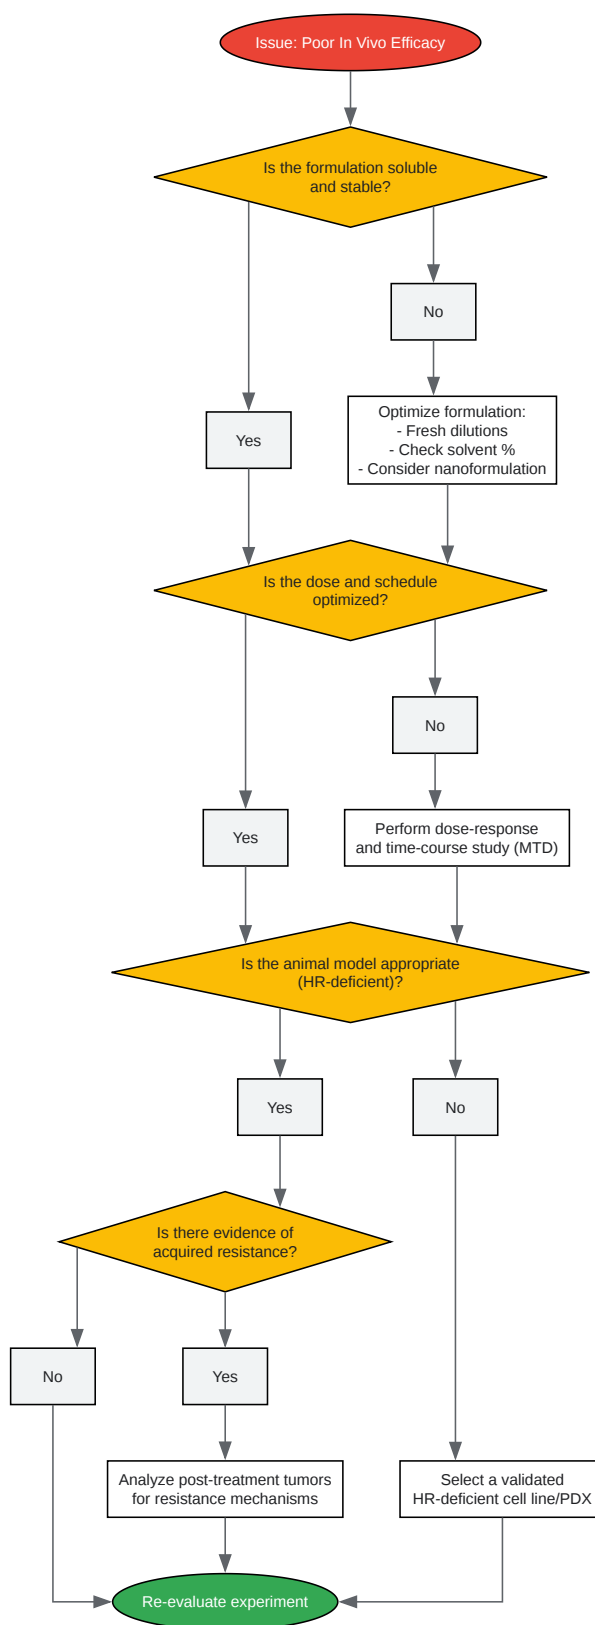 Issue: Poor In Vivo Efficacy
Is the formulation soluble
and stable?
No
Optimize formulation:
- Fresh dilutions
- Check solvent %
- Consider nanoformulation
Yes
Is the dose and schedule
optimized?
No
Perform dose-response
and time-course study (MTD)
Yes
Is the animal model appropriate
(HR-deficient)?
Yes
No
Is there evidence of
acquired resistance?
No
Yes
Analyze post-treatment tumors
for resistance mechanisms
Select a validated
HR-deficient cell line/PDX
Re-evaluate experiment